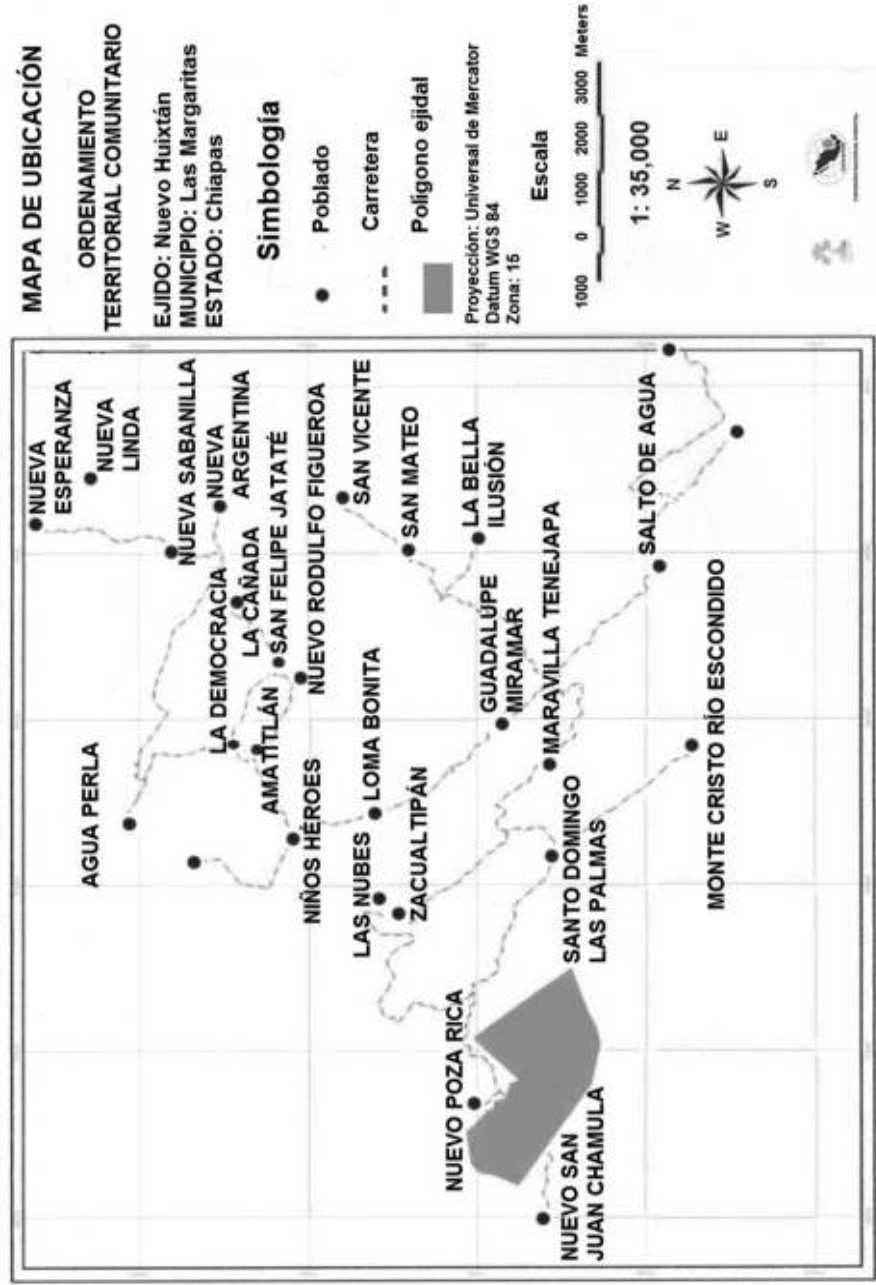 MAPA DE UBICACIÓN
ORDENAMIENTO
TERRITORIAL COMUNITARIO
EJIDO: Nuevo Huixtán
MUNICIPIO: Las Margaritas
ESTADO: Chiapas
Simbología
Poblado
Carretera
Poligono ejidal
Proyección: Universal de Mercator
Datum WGS 84
Zona: 15
Escala
1000 0 1000 2000 3000 Meters
1: 35,000
N
W
E
S
NUEVA
ESPERANZA
NUEVA
LINDA
AGUA PERLA
NUEVA SABANILLA
NUEVA
ARGENTINA
LA DEMOCRACIA
LA CAÑADA
AMATITLÁN
SAN FELIPE JATATÉ
NUEVO RODULFO FIGUEROA
NIÑOS HÉROES
SAN VICENTE
LAS NUBES
LOMA BONITA
SAN MATEO
ZACUALTIPÁN
LA BELLA
ILUSIÓN
NUEVO POZA RICA
GUADALUPE
MIRAMAR
MARAVILLA TENEJAPA
NUEVO SAN
JUAN CHAMULA
SANTO DOMINGO
LAS PALMAS
SALTO DE AGUA
MONTE CRISTO RÍO ESCONDIDO